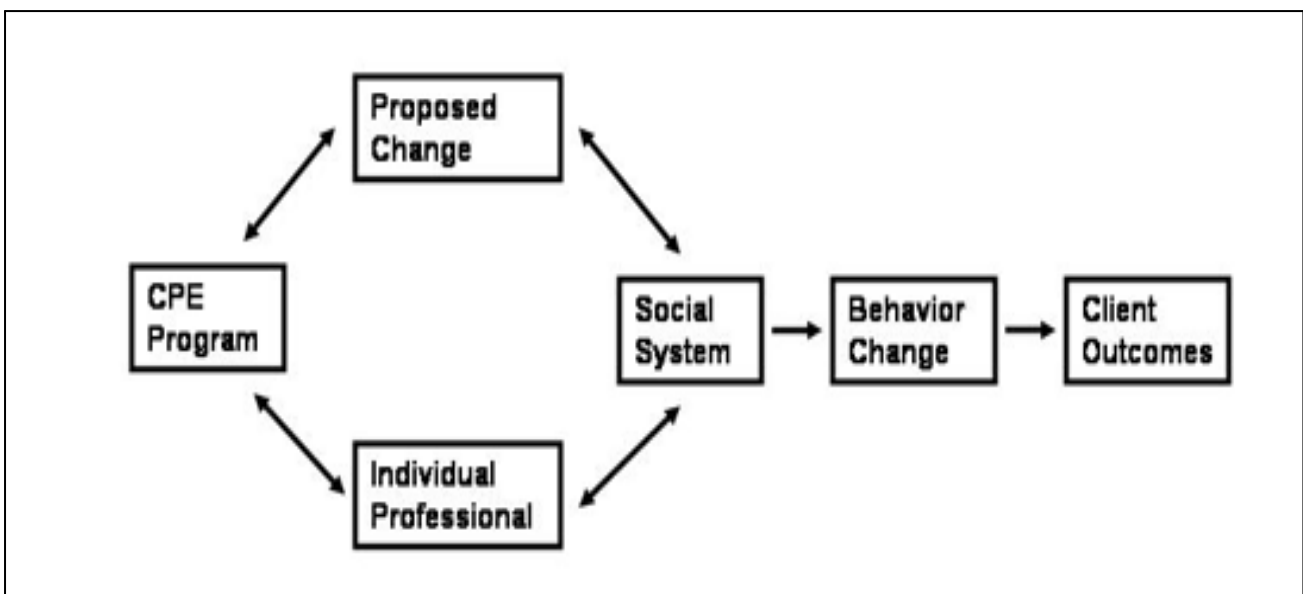 Proposed
Change
CPE
Program
Social
System
Behavior
Change
Client
Outcomes
Individual
Professional